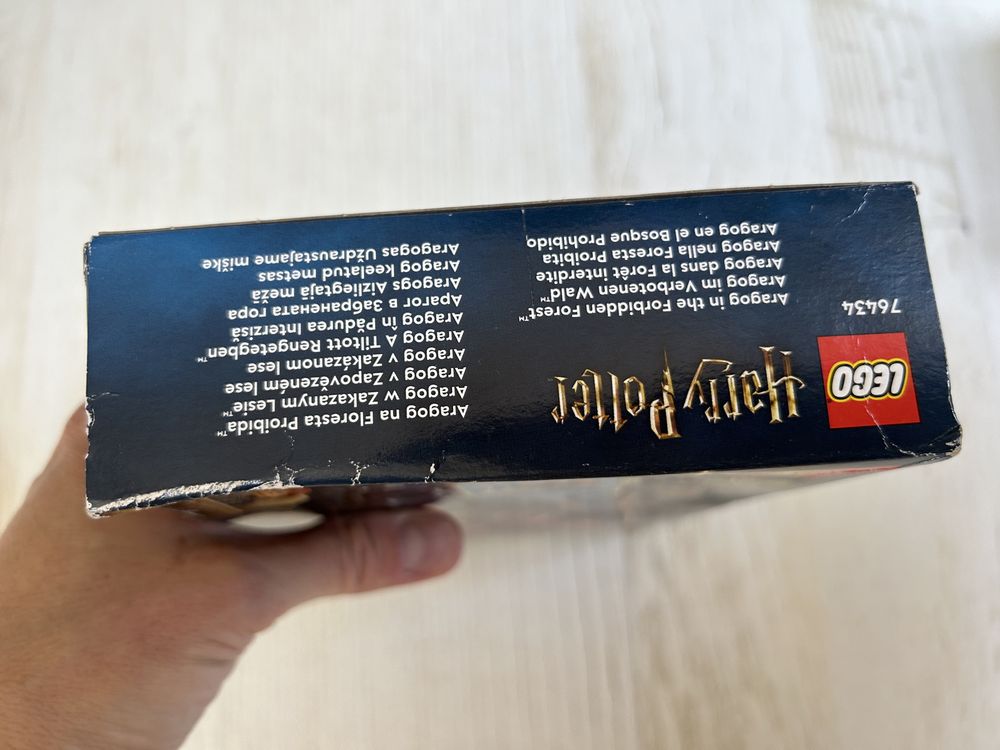 LEGO
Harry Potter
76434
Aragog in the Forbidden Forest™
Aragog im Verbotenen Wald™
Aragog dans la Forêt interdite
Aragog nella Foresta Proibita
Aragog en el Bosque Prohibido
Aragog na Floresta Proibida™
Aragog w Zakazanym Lesie™
Aragog v Zapovězeném lese
Aragog v Zakázanom lese
Aragog A Tiltott Rengetegben™
Aragog în Pădurea Interzisă
Арагог в Забранената гора
Aragogs Aizliegtajā mežā
Aragog keelatud metsas
Aragogas Uždraustajame miške